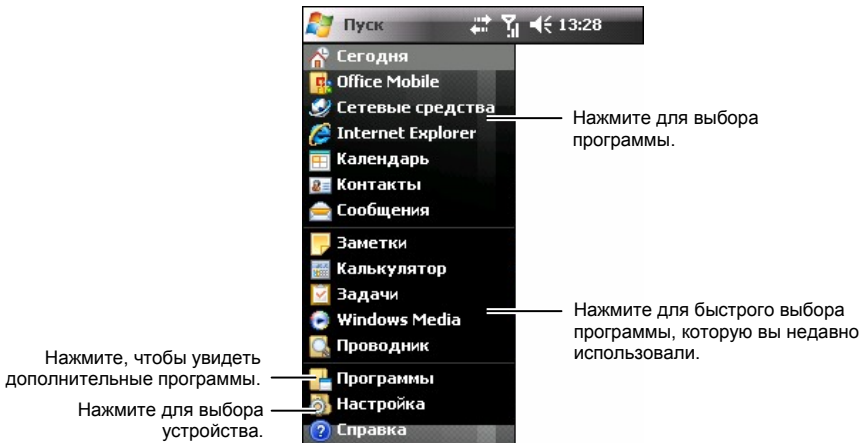 Пуск 13:28
Сегодня
Office Mobile
Сетевые средства
Internet Explorer
Календарь
Контакты
Сообщения
Заметки
Калькулятор
Задачи
Windows Media
Проводник
Программы
Настройка
Справка
Нажмите для выбора
программы.
Нажмите для быстрого выбора
программы, которую вы недавно
использовали.
Нажмите, чтобы увидеть
дополнительные программы.
Нажмите для выбора
устройства.